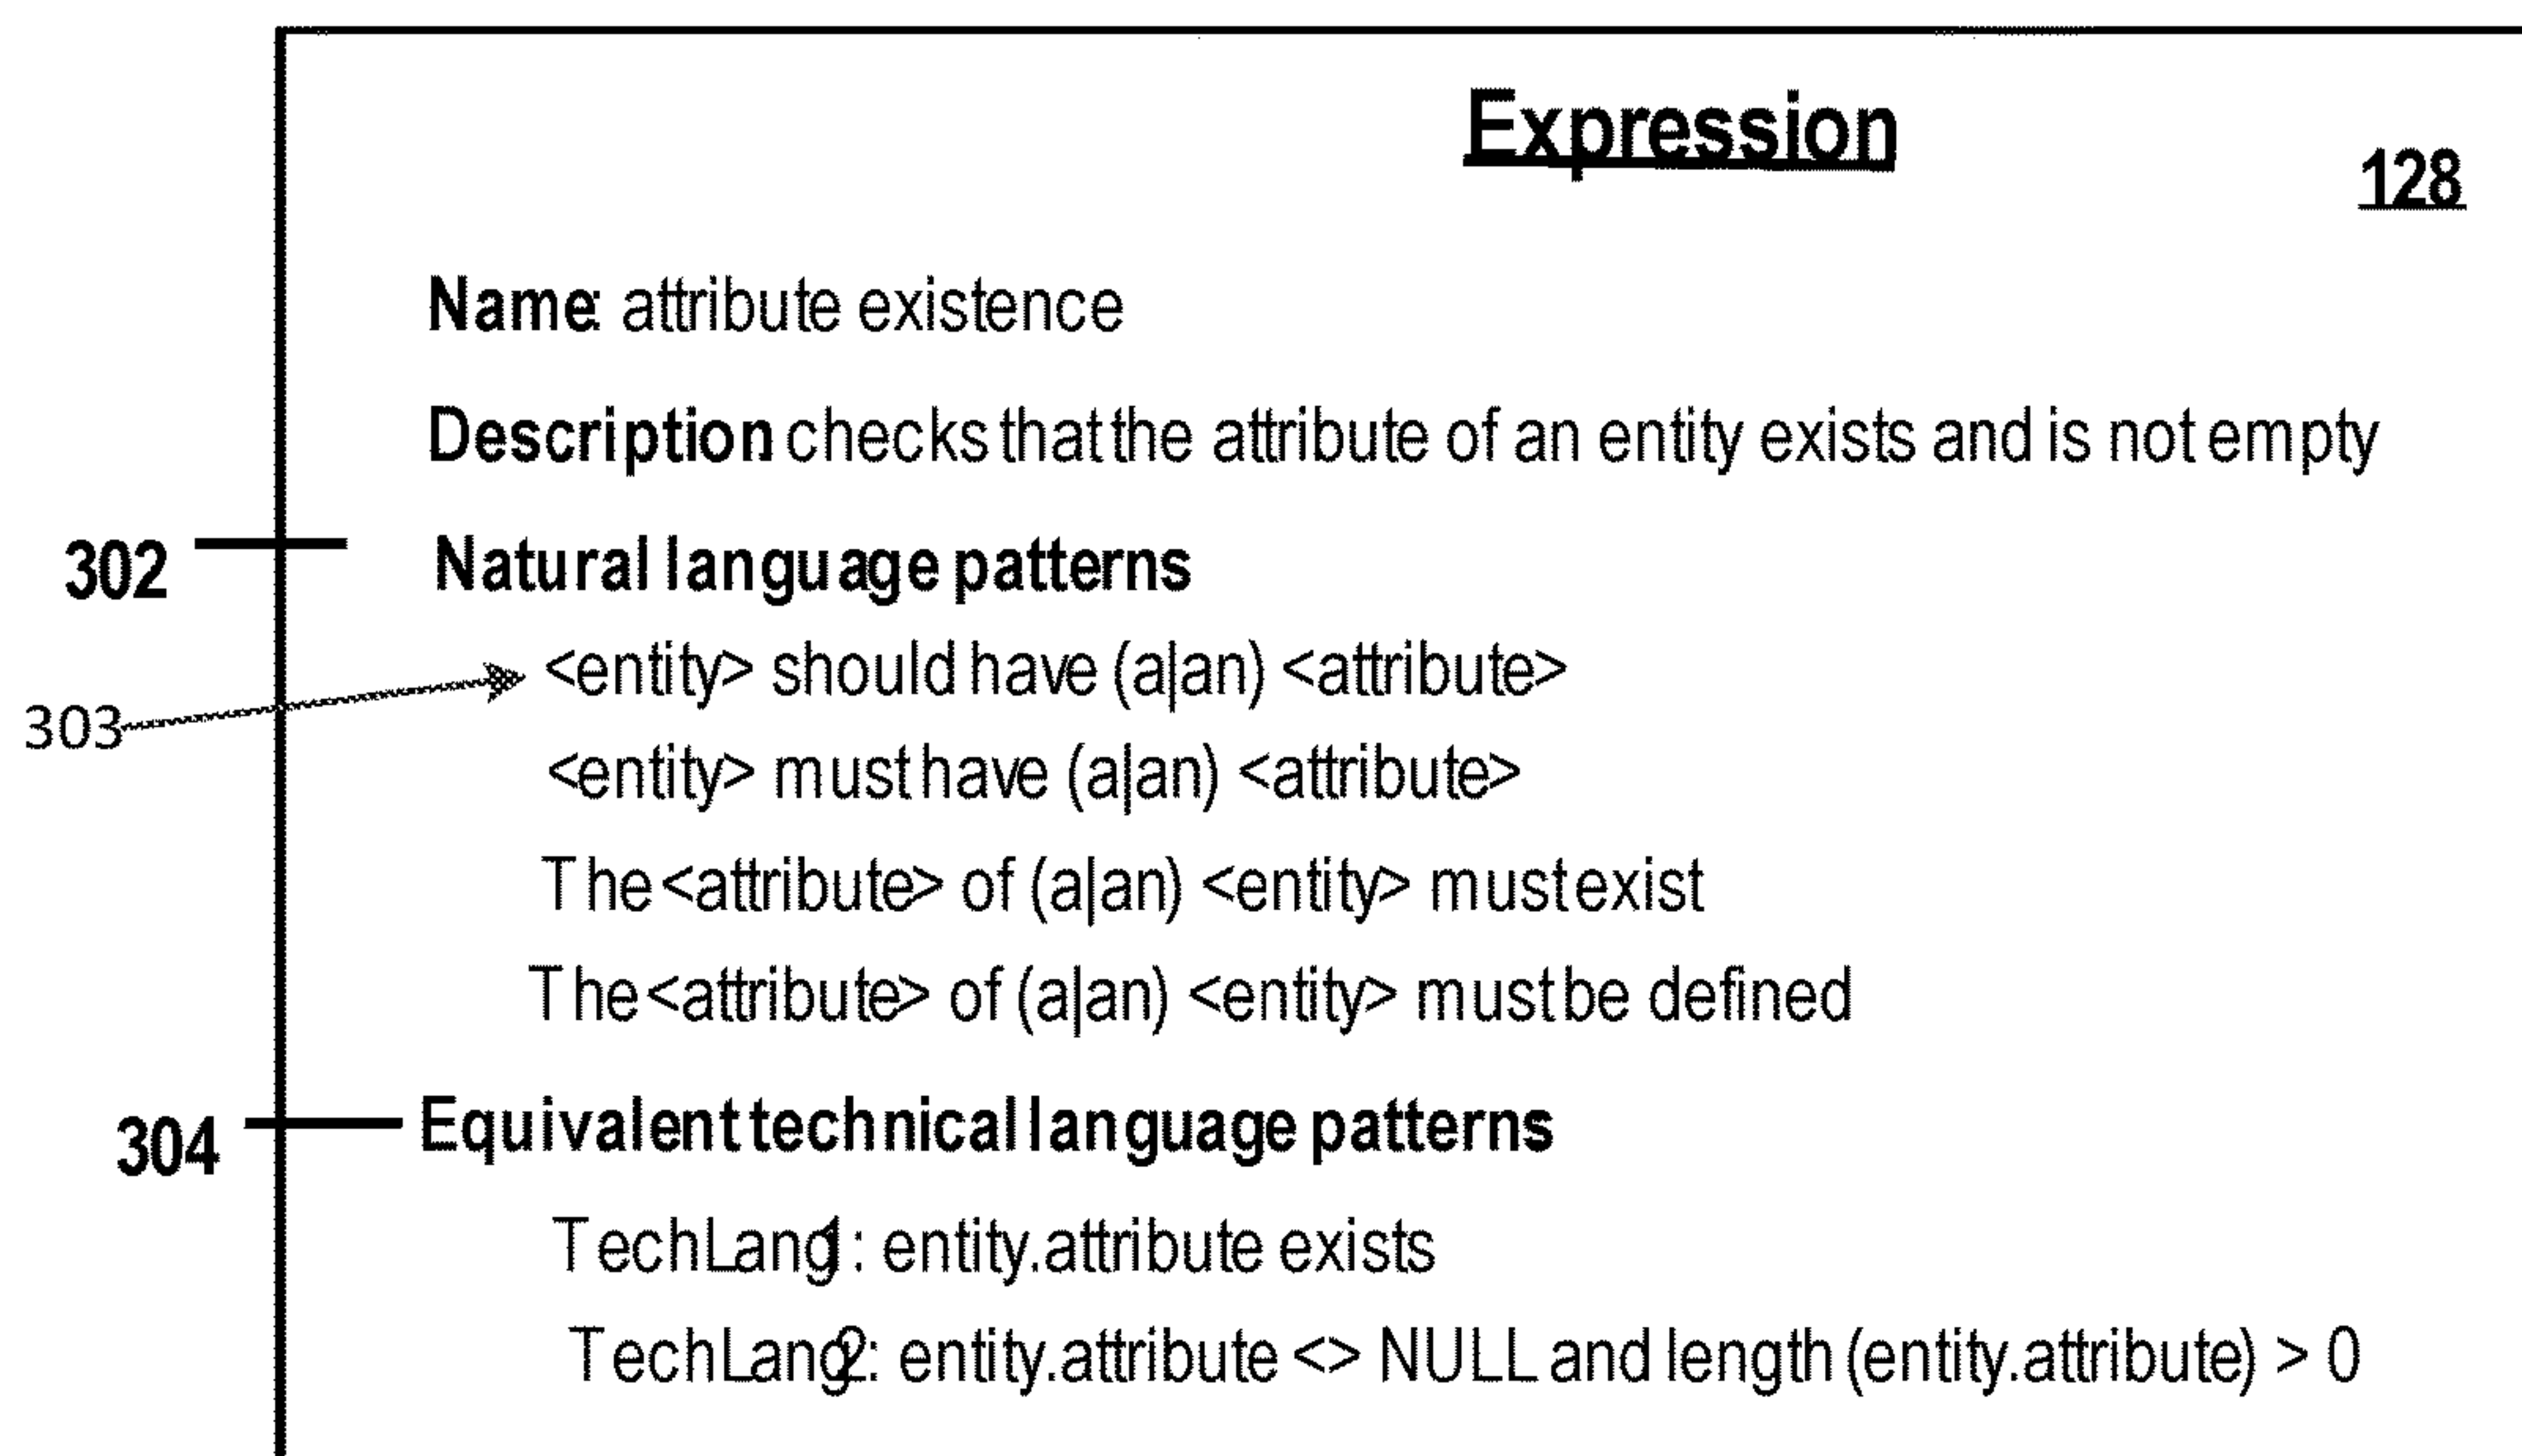 Expression
128
Name: attribute existence
Description: checks that the attribute of an entity exists and is not empty
302 Natural language patterns
<entity> should have (a|an) <attribute>
303
<entity> must have (a|an) <attribute>
The <attribute> of (a|an) <entity> must exist
The <attribute> of (a|an) <entity> must be defined
304 Equivalent technical language patterns
TechLang1: entity.attribute exists
TechLang2: entity.attribute <> NULL and length (entity.attribute) > 0